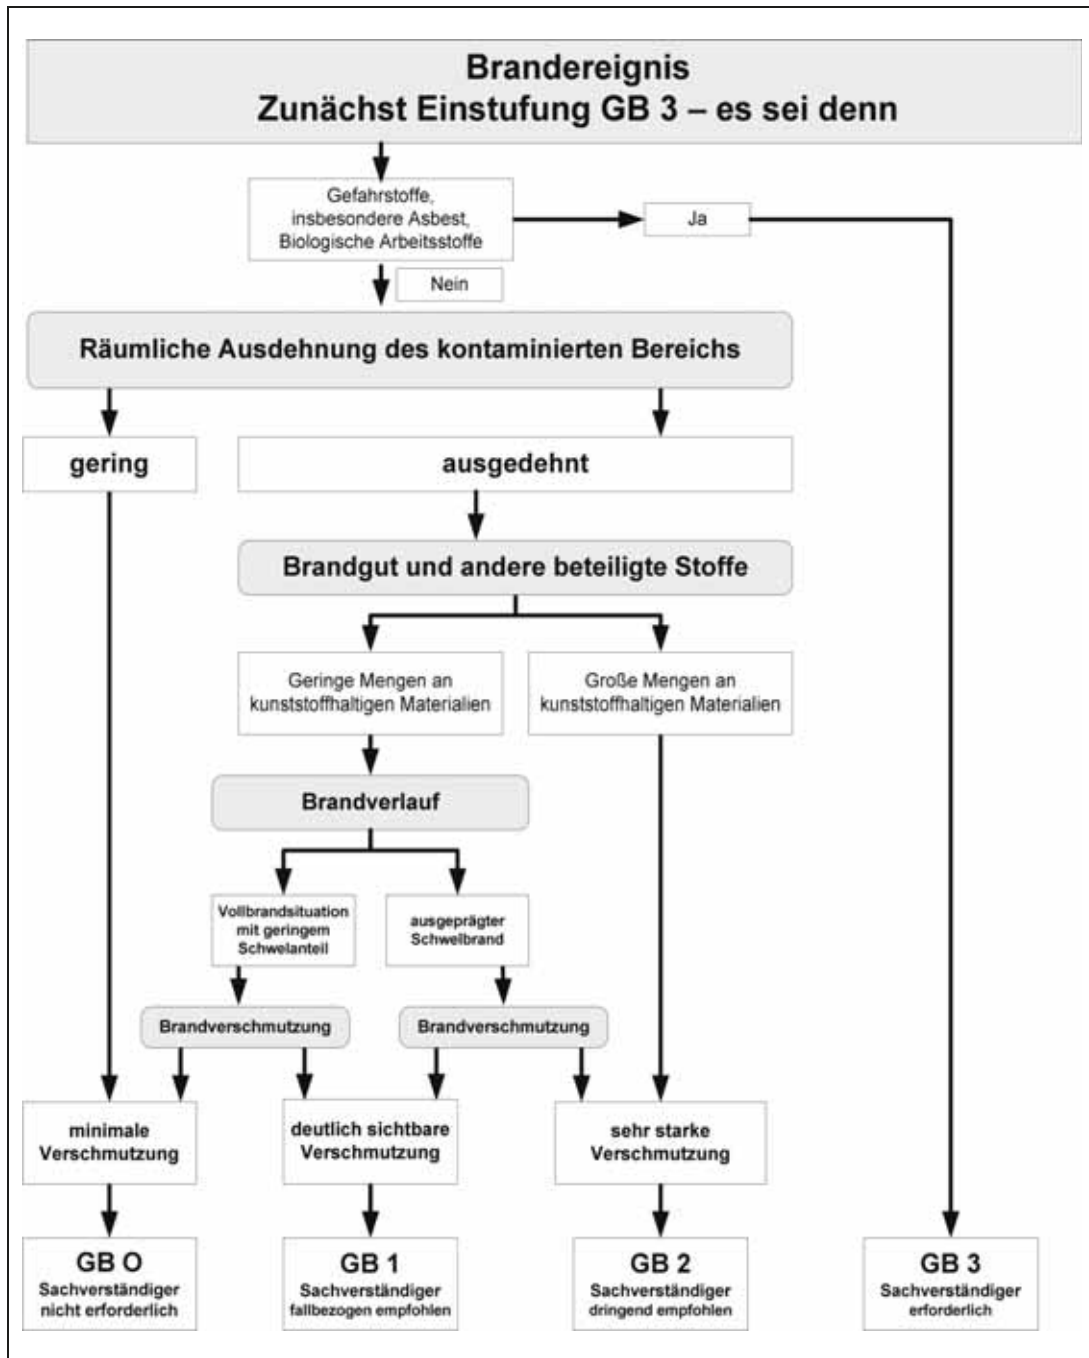 Brandereignis
Zunächst Einstufung GB 3 – es sei denn
Gefahrstoffe,
insbesondere Asbest,
Biologische Arbeitsstoffe
Ja
Nein
Räumliche Ausdehnung des kontaminierten Bereichs
gering
ausgedehnt
Brandgut und andere beteiligte Stoffe
Geringe Mengen an
kunststoffhaltigen Materialien
Große Mengen an
kunststoffhaltigen Materialien
Brandverlauf
Vollbrandsituation
mit geringem
Schwelanteil
ausgeprägter
Schwelbrand
Brandverschmutzung
Brandverschmutzung
minimale
Verschmutzung
deutlich sichtbare
Verschmutzung
sehr starke
Verschmutzung
GB O
Sachverständiger
nicht erforderlich
GB 1
Sachverständiger
fallbezogen empfohlen
GB 2
Sachverständiger
dringend empfohlen
GB 3
Sachverständiger
erforderlich